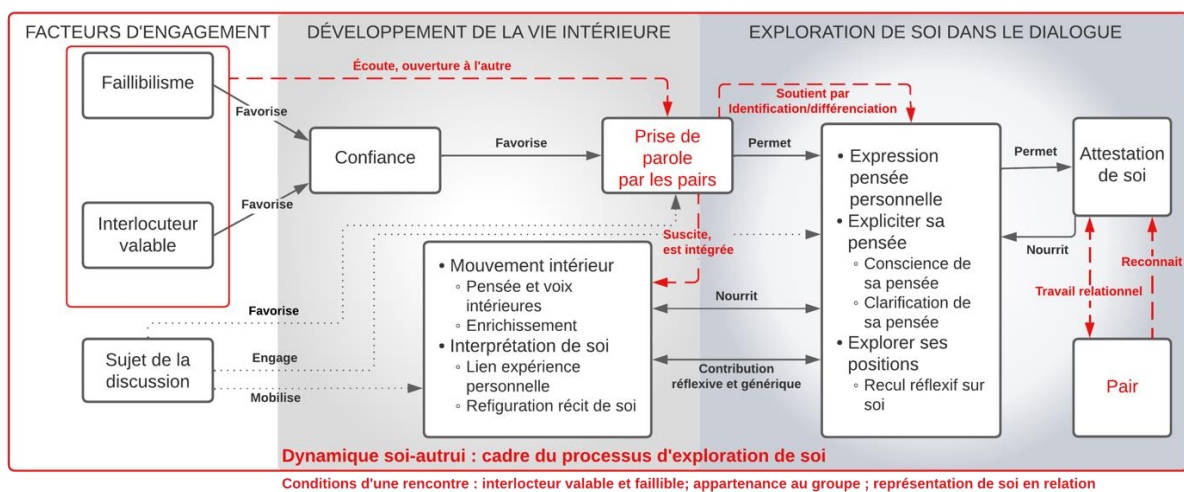 FACTEURS D'ENGAGEMENT
DÉVELOPPEMENT DE LA VIE INTÉRIEURE
EXPLORATION DE SOI DANS LE DIALOGUE
Faillibilisme
Favorise
Interlocuteur
valable
Favorise
Écoute, ouverture à l'autre
Confiance
Favorise
Prise de
parole
par les pairs
Soutient par
Identification/différenciation
Permet
• Expression
pensée
personnelle
• Expliciter sa
pensée
◦ Conscience de
sa pensée
◦ Clarification de
sa pensée
• Explorer ses
positions
◦ Recul réflexif sur
soi
Permet
Attestation
de soi
Nourrit
Reconnait
Travail relationnel
Pair
Suscite,
est intégrée
• Mouvement intérieur
◦ Pensée et voix
intérieures
◦ Enrichissement
• Interprétation de soi
◦ Lien expérience
personnelle
◦ Refiguration récit de soi
Nourrit
Contribution
réflexive et générique
Sujet de la
discussion
Favorise
Engage
Mobilise
Dynamique soi-autrui : cadre du processus d'exploration de soi
Conditions d'une rencontre : interlocteur valable et faillible; appartenance au groupe ; représentation de soi en relation